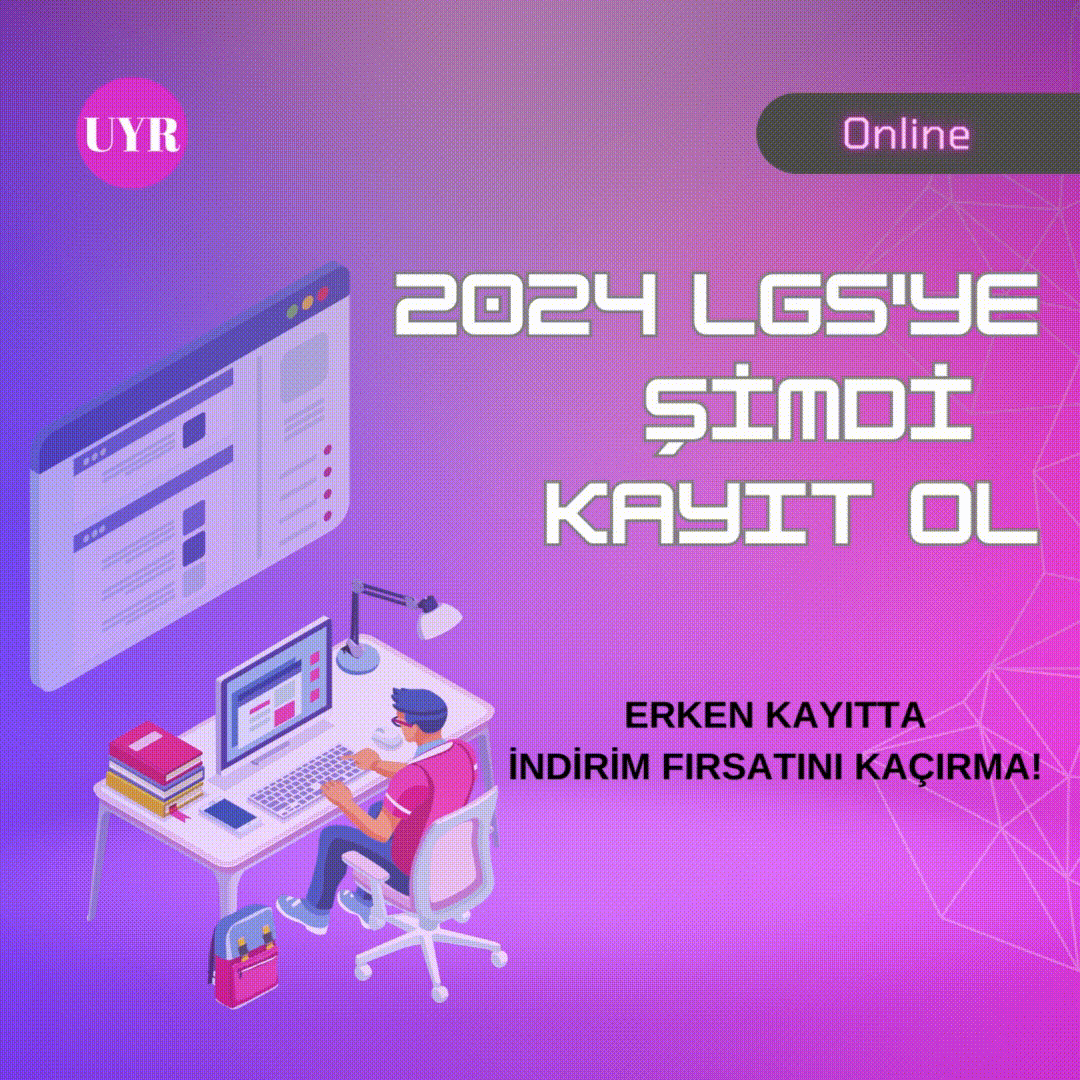 UYR
Online
2024 LGS'YE
ŞİMDİ
KAYIT OL
ERKEN KAYITTA
İNDİRİM FIRSATINI KAÇIRMA!